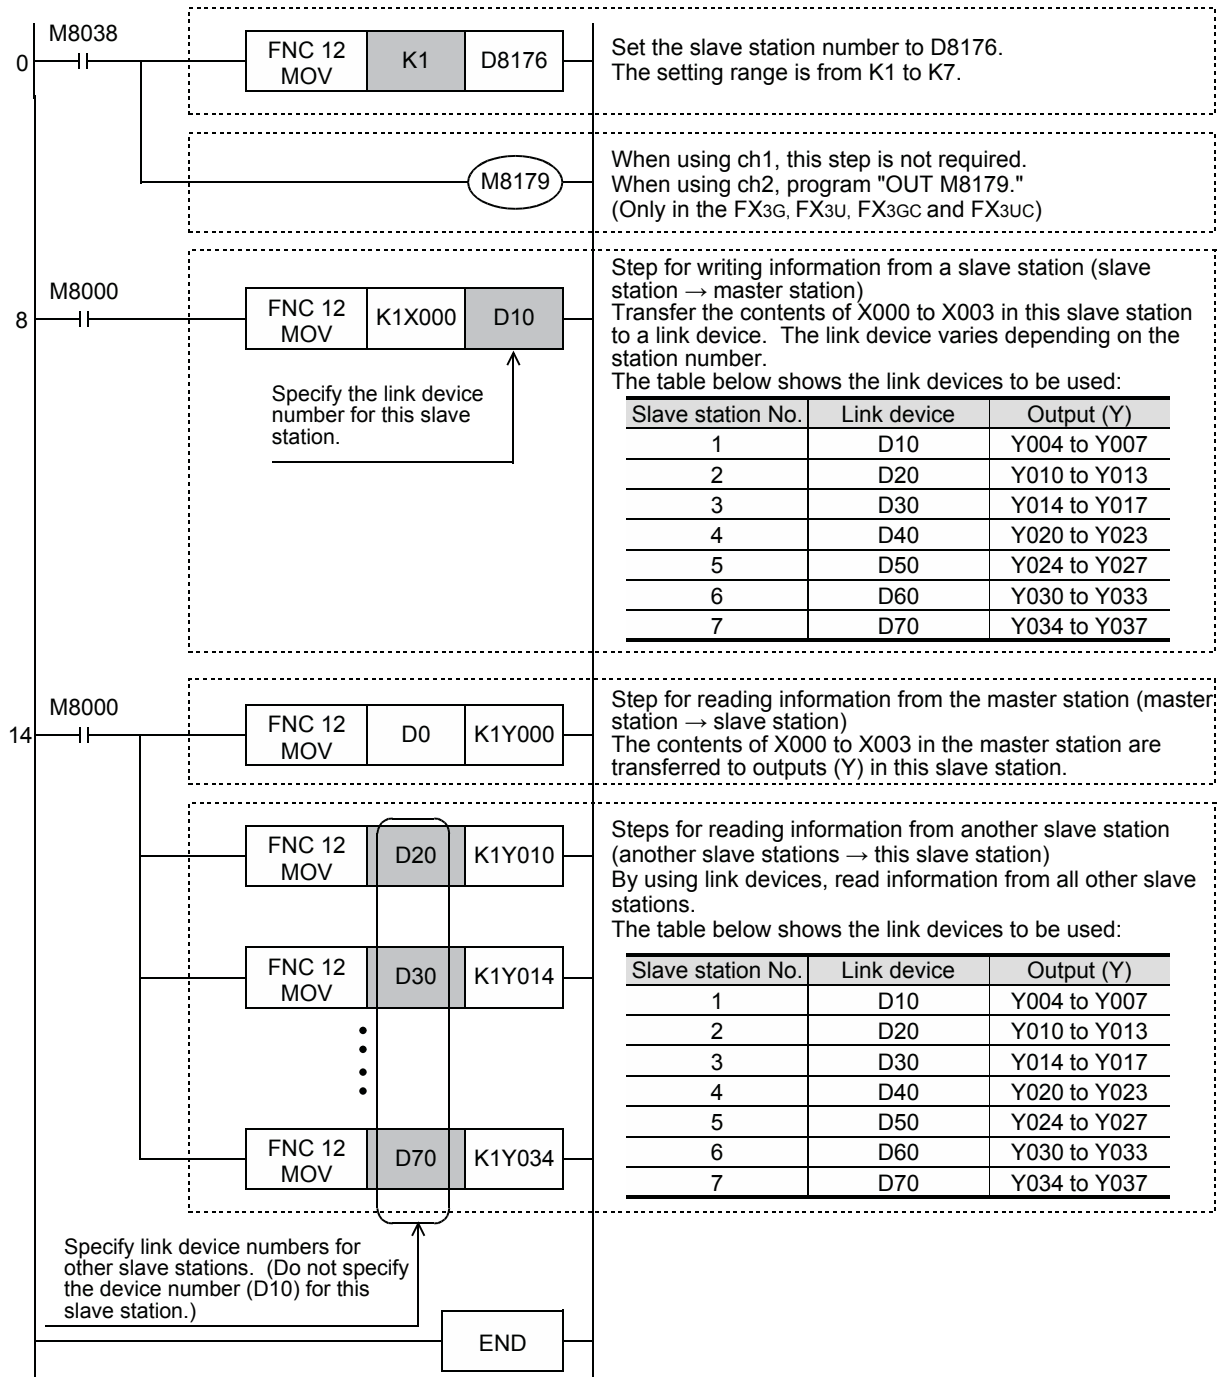 M8038
0
FNC 12
MOV
K1
D8176
Set the slave station number to D8176.
The setting range is from K1 to K7.
M8179
When using ch1, this step is not required.
When using ch2, program "OUT M8179."
(Only in the FX3G, FX3U, FX3GC and FX3UC)
M8000
8
FNC 12
MOV
K1X000
D10
Specify the link device
number for this slave
station.
Step for writing information from a slave station (slave
station → master station)
Transfer the contents of X000 to X003 in this slave station
to a link device. The link device varies depending on the
station number.
The table below shows the link devices to be used:
Slave station No. Link device Output (Y)
1 D10 Y004 to Y007
2 D20 Y010 to Y013
3 D30 Y014 to Y017
4 D40 Y020 to Y023
5 D50 Y024 to Y027
6 D60 Y030 to Y033
7 D70 Y034 to Y037
M8000
14
FNC 12
MOV
D0
K1Y000
Step for reading information from the master station (master
station → slave station)
The contents of X000 to X003 in the master station are
transferred to outputs (Y) in this slave station.
FNC 12
MOV
D20
K1Y010
FNC 12
MOV
D30
K1Y014
FNC 12
MOV
D70
K1Y034
Steps for reading information from another slave station
(another slave stations → this slave station)
By using link devices, read information from all other slave
stations.
The table below shows the link devices to be used:
Slave station No. Link device Output (Y)
1 D10 Y004 to Y007
2 D20 Y010 to Y013
3 D30 Y014 to Y017
4 D40 Y020 to Y023
5 D50 Y024 to Y027
6 D60 Y030 to Y033
7 D70 Y034 to Y037
Specify link device numbers for
other slave stations. (Do not specify
the device number (D10) for this
slave station.)
END